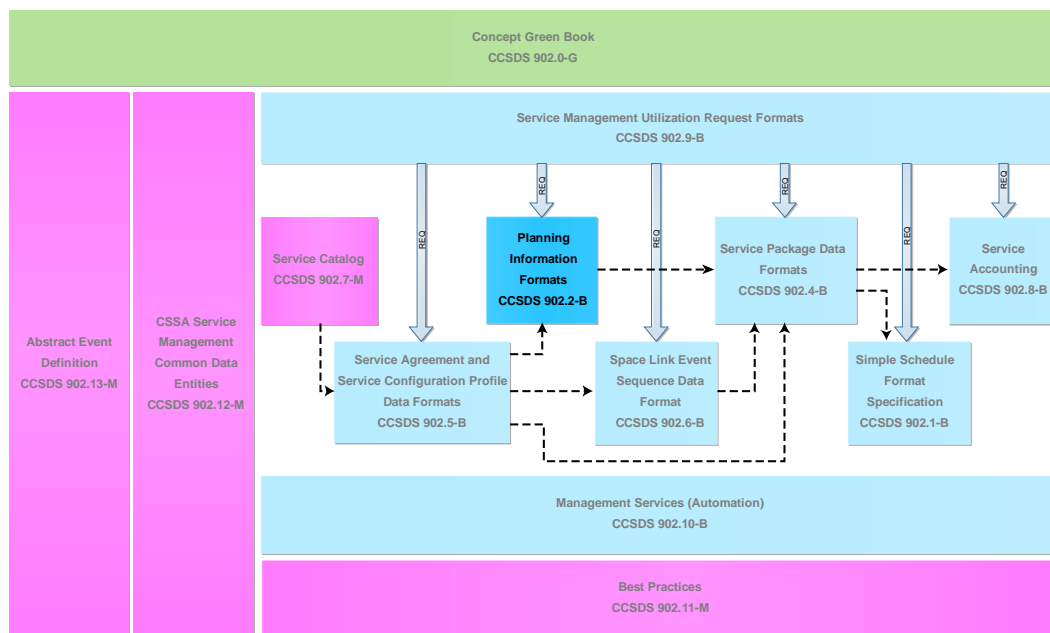 Concept Green Book
CCSDS 902.0-G
Service Management Utilization Request Formats
CCSDS 902.9-B
REQ
REQ
REQ
REQ
REQ
REQ
Abstract Event
Definition
CCSDS 902.13-M
CSSA Service
Management
Common Data
Entities
CCSDS 902.12-M
Service Catalog
CCSDS 902.7-M
Planning
Information
Formats
CCSDS 902.2-B
Service Package Data
Formats
CCSDS 902.4-B
Service
Accounting
CCSDS 902.8-B
Service Agreement and
Service Configuration Profile
Data Formats
CCSDS 902.5-B
Space Link Event
Sequence Data
Format
CCSDS 902.6-B
Simple Schedule
Format
Specification
CCSDS 902.1-B
Management Services (Automation)
CCSDS 902.10-B
Best Practices
CCSDS 902.11-M